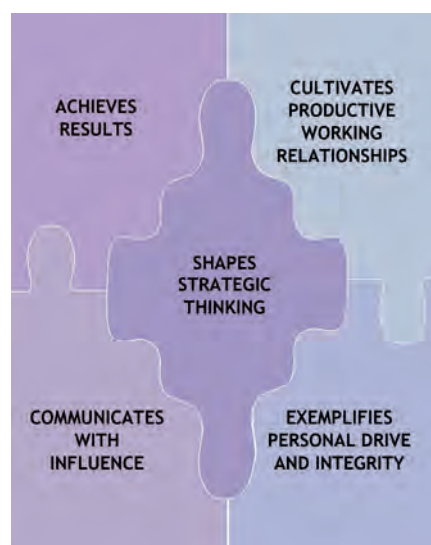 ACHIEVES
RESULTS
CULTIVATES
PRODUCTIVE
WORKING
RELATIONSHIPS
SHAPES
STRATEGIC
THINKING
COMMUNICATES
WITH
INFLUENCE
EXEMPLIFIES
PERSONAL DRIVE
AND INTEGRITY